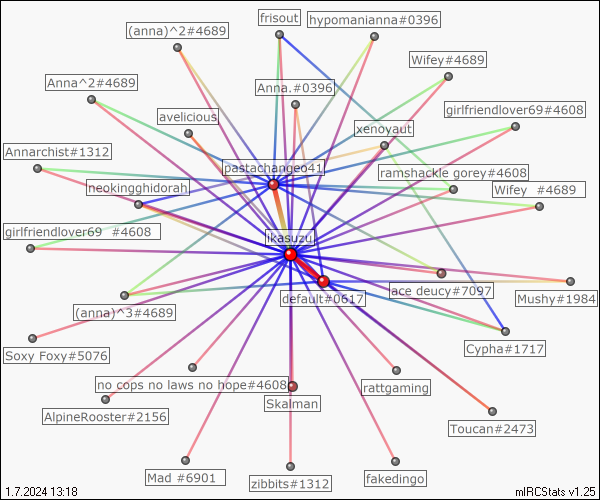 frisout
hypomanianna#0396
(anna)^2#4689
Wifey#4689
Anna^2#4689
Anna.#0396
girlfriendlover69#4608
avelicious
xenoyaut
Annarchist#1312
pastachangeo41
ramshackle gorey#4608
neokingghidorah
Wifey  #4689
girlfriendlover69  #4608
ikasuzu
ace deucy#7097
default#0617
Mushy#1984
(anna)^3#4689
Cypha#1717
Soxy Foxy#5076
no cops no laws no hope#4608
rattgaming
Skalman
AlpineRooster#2156
Toucan#2473
Mad  #6901
zibbits#1312
fakedingo
1.7.2024 13:18
mIRCStats v1.25